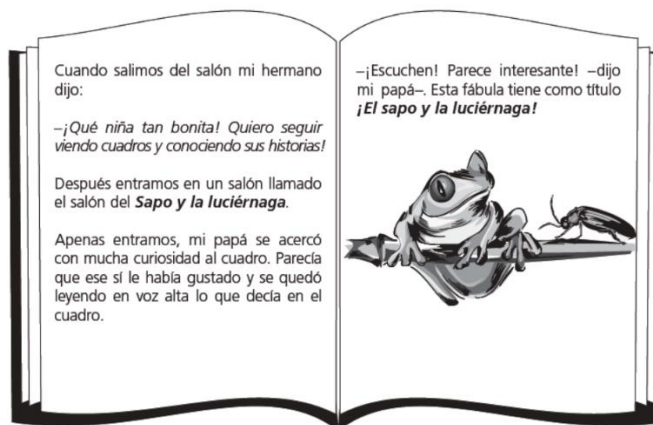 Cuando salimos del salón mi hermano
dijo:
–¡Qué niña tan bonita! Quiero seguir
viendo cuadros y conociendo sus historias!
Después entramos en un salón llamado
el salón del Sapo y la luciérnaga.
Apenas entramos, mi papá se acercó
con mucha curiosidad al cuadro. Parecía
que ese sí le había gustado y se quedó
leyendo en voz alta lo que decía en el
cuadro.
–¡Escuchen! Parece interesante! –dijo
mi papá–. Esta fábula tiene como título
¡El sapo y la luciérnaga!